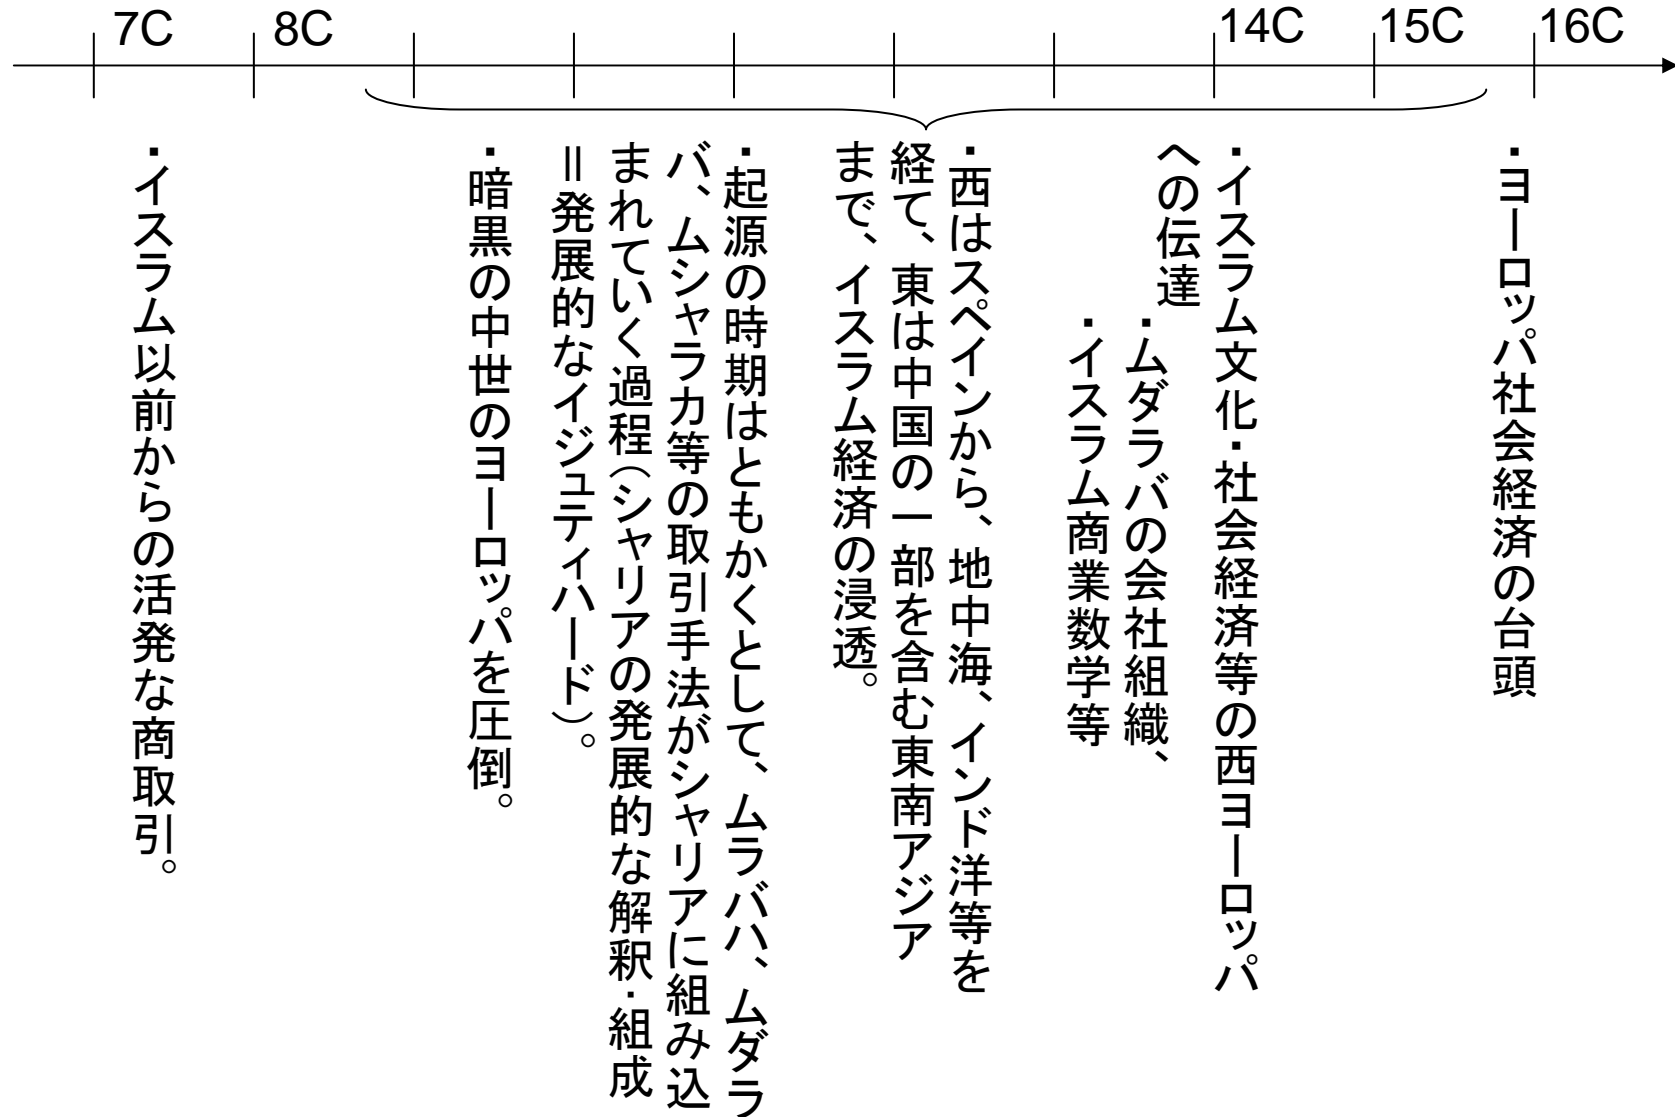 7C
8C
14C
15C
16C
・ヨーロッパ社会経済の台頭
・イスラム文化・社会経済等の西ヨーロッパ
への伝達
・ムダラバの会社組織、
・イスラム商業数学等
・西はスペインから、地中海、インド洋等を
経て、東は中国の一部を含む東南アジア
まで、イスラム経済の浸透。
・起源の時期はともかくとして、ムラバハ、ムダラ
バ、ムシャラカ等の取引手法がシャリアに組み込
まれていく過程（シャリアの発展的な解釈・組成
＝発展的なイジュティハード）。
・暗黒の中世のヨーロッパを圧倒。
・イスラム以前からの活発な商取引。